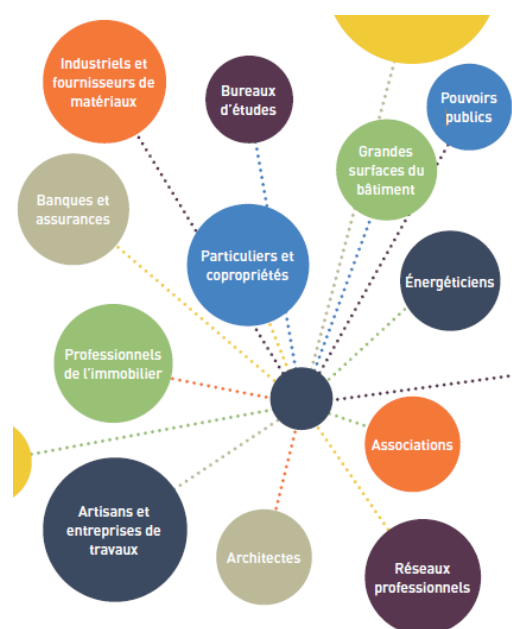 Industriels et
fournisseurs de
matériaux
Bureaux
d'études
Pouvoirs
publics
Grandes
surfaces du
bâtiment
Banques et
assurances
Particuliers et
copropriétés
Énergéticiens
Professionnels
de l'immobilier
Associations
Artisans et
entreprises de
travaux
Architectes
Réseaux
professionnels